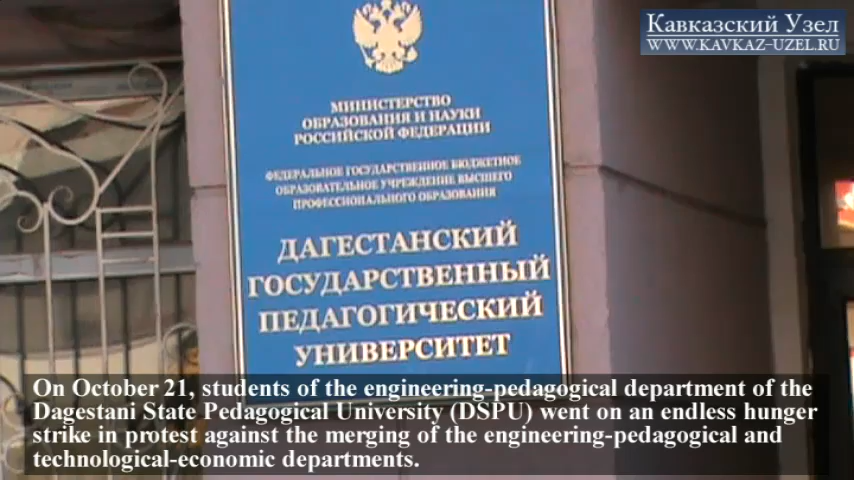 Кавказский Узел
WWW.KAVKAZ-UZEL.RU
МИНИСТЕРСТВО
ОБРАЗОВАНИЯ И НАУКИ
РОССИЙСКОЙ ФЕДЕРАЦИИ
ФЕДЕРАЛЬНОЕ ГОСУДАРСТВЕННОЕ БЮДЖЕТНОЕ
ОБРАЗОВАТЕЛЬНОЕ УЧРЕЖДЕНИЕ ВЫСШЕГО
ПРОФЕССИОНАЛЬНОГО ОБРАЗОВАНИЯ
ДАГЕСТАНСКИЙ
ГОСУДАРСТВЕННЫЙ
ПЕДАГОГИЧЕСКИЙ
УНИВЕРСИТЕТ
On October 21, students of the engineering-pedagogical department of the
Dagestani State Pedagogical University (DSPU) went on an endless hunger
strike in protest against the merging of the engineering-pedagogical and
technological-economic departments.